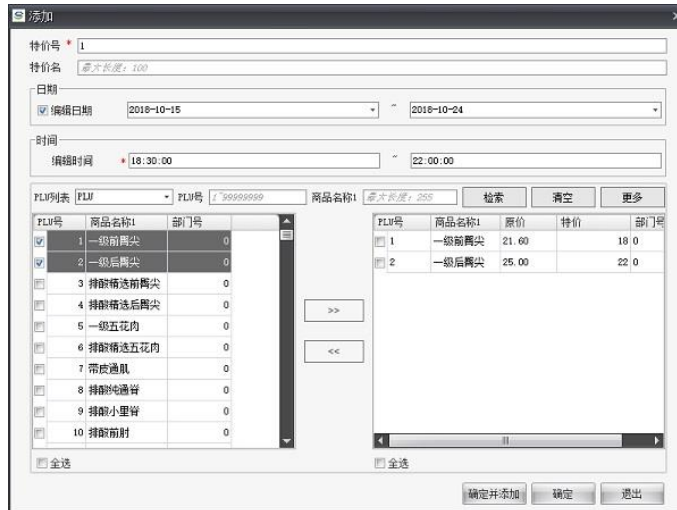 添加
特价号 * 1
特价名 最大长度: 100
日期
编辑日期 2018-10-15 ~ 2018-10-24
时间
编辑时间 * 18:30:00 ~ 22:00:00
PLU列表 PLU PLU号 1~99999999 商品名称1 最大长度: 255 检索 清空 更多
PLU号 商品名称1 部门号
1 一级前臀尖 0
2 一级后臀尖 0
3 排酸精选前臀尖 0
4 排酸精选后臀尖 0
5 一级五花肉 0
6 排酸精选五花肉 0
7 带皮通肌 0
8 排酸纯通脊 0
9 排酸小里脊 0
10 排酸前肘 0
全选
>>
<<
PLU号 商品名称1 原价 特价 部门号
1 一级前臀尖 21.60 18 0
2 一级后臀尖 25.00 22 0
全选
确定并添加 确定 退出